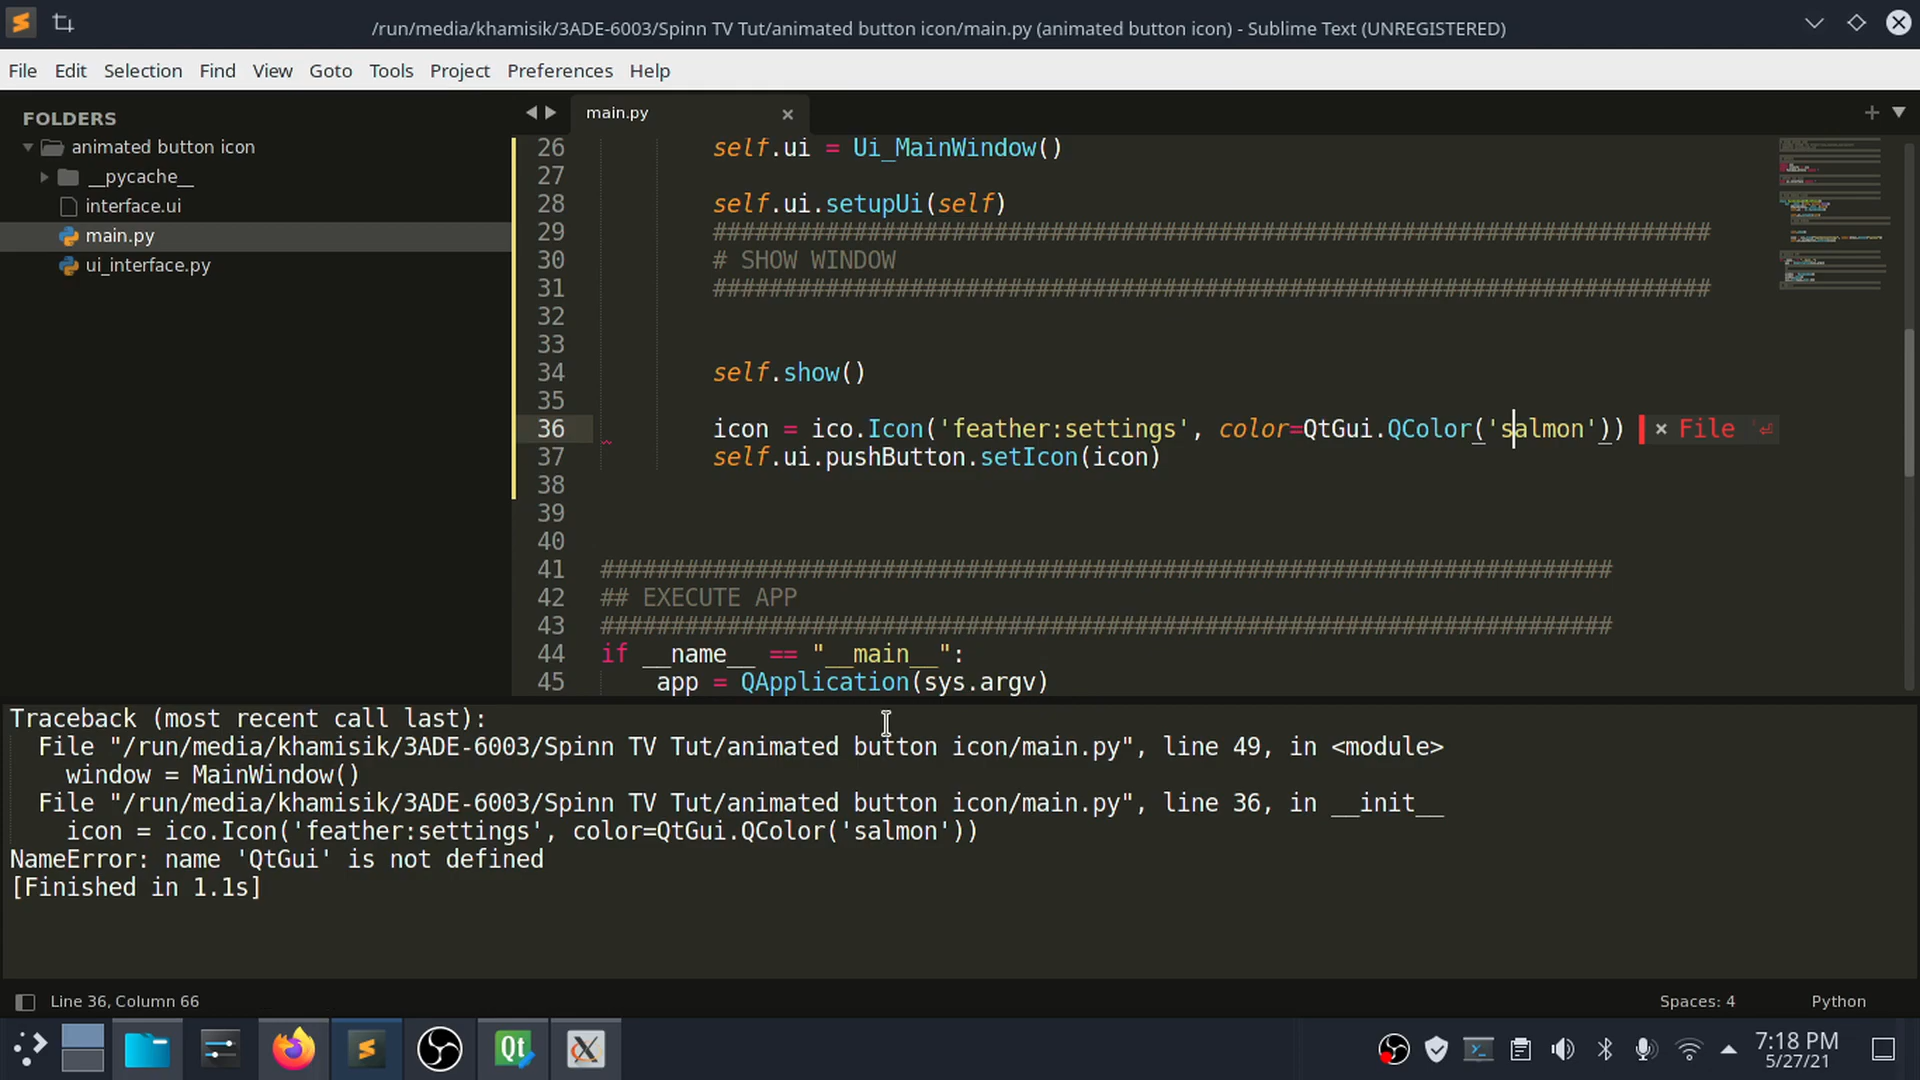 /run/media/khamisik/3ADE-6003/Spinn TV Tut/animated button icon/main.py (animated button icon) - Sublime Text (UNREGISTERED)
File Edit Selection Find View Goto Tools Project Preferences Help
FOLDERS
animated button icon
__pycache__
interface.ui
main.py
ui_interface.py
main.py
26 self.ui = Ui_MainWindow()
27
28 self.ui.setupUi(self)
29 #######################################################################
30 # SHOW WINDOW
31 #######################################################################
32
33
34 self.show()
35
36 icon = ico.Icon('feather:settings', color=QtGui.QColor('salmon')) × File
37 self.ui.pushButton.setIcon(icon)
38
39
40
41 ########################################################################
42 ## EXECUTE APP
43 ########################################################################
44 if __name__ == "__main__":
45 app = QApplication(sys.argv)
Traceback (most recent call last):
File "/run/media/khamisik/3ADE-6003/Spinn TV Tut/animated button icon/main.py", line 49, in <module>
window = MainWindow()
File "/run/media/khamisik/3ADE-6003/Spinn TV Tut/animated button icon/main.py", line 36, in __init__
icon = ico.Icon('feather:settings', color=QtGui.QColor('salmon'))
NameError: name 'QtGui' is not defined
[Finished in 1.1s]
Line 36, Column 66 Spaces: 4 Python
Qt
7:18 PM
5/27/21